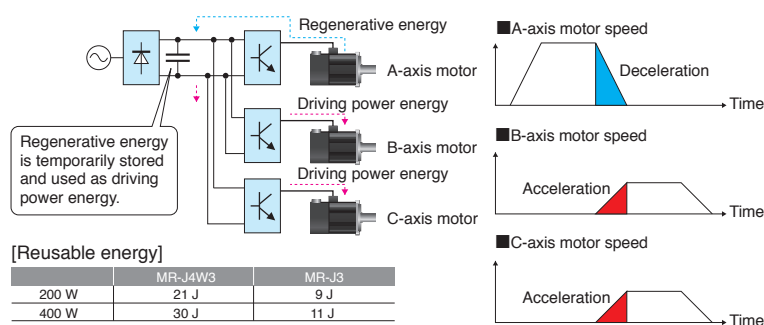 Regenerative energy
A-axis motor
Driving power energy
B-axis motor
Driving power energy
C-axis motor
Regenerative energy
is temporarily stored
and used as driving
power energy.
[Reusable energy]
MR-J4W3 MR-J3
200 W 21 J 9 J
400 W 30 J 11 J
■A-axis motor speed
Deceleration
Time
■B-axis motor speed
Acceleration
Time
■C-axis motor speed
Acceleration
Time